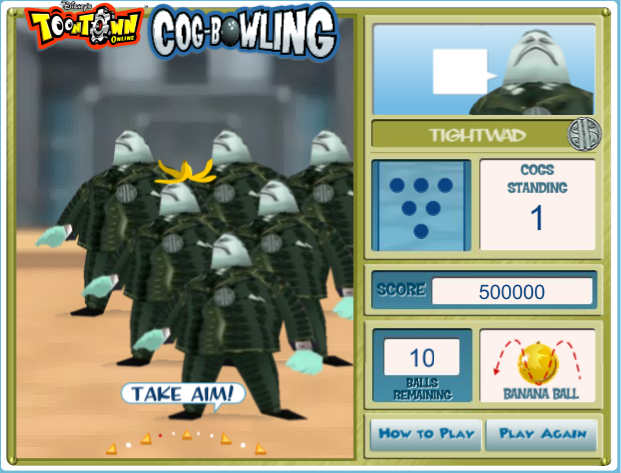 Disney's
TOONTOWN
ONLINE
COG-BOWLING
TIGHTWAD
COGS
STANDING
1
SCORE 500000
10
BALLS
REMAINING
BANANA BALL
TAKE AIM!
HOW TO PLAY
PLAY AGAIN